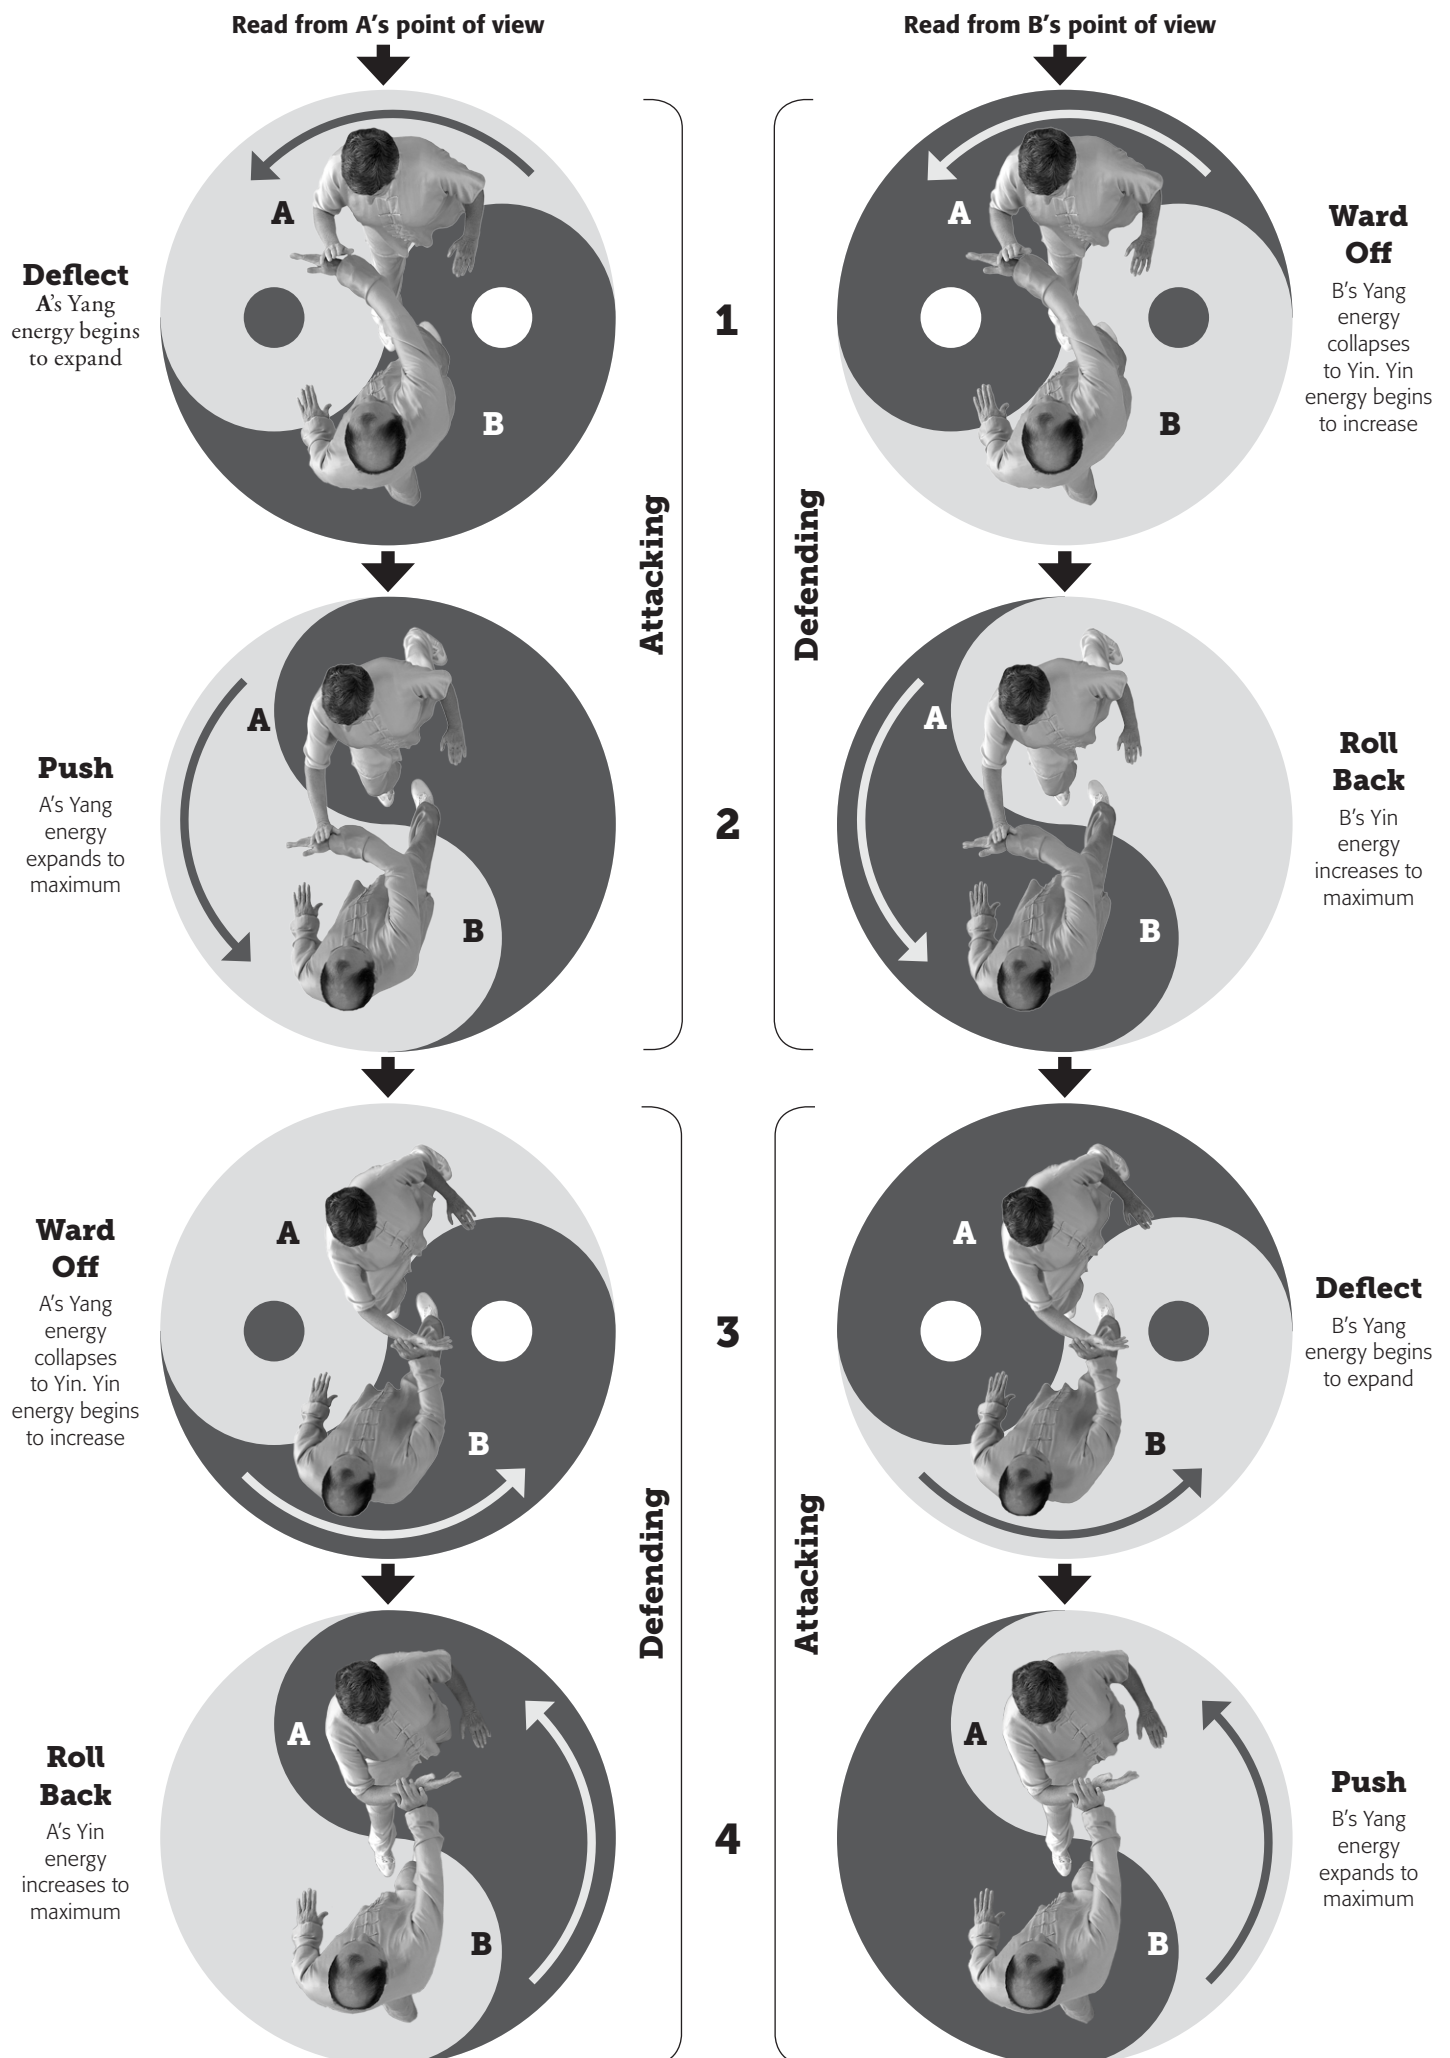 Read from A's point of view
Read from B's point of view
Deflect
A's Yang
energy begins
to expand
A
B
Attacking
1
Defending
A
B
Ward
Off
B's Yang
energy
collapses
to Yin. Yin
energy begins
to increase
Push
A's Yang
energy
expands to
maximum
A
B
2
A
B
Roll
Back
B's Yin
energy
increases to
maximum
Ward
Off
A's Yang
energy
collapses
to Yin. Yin
energy begins
to increase
A
B
Defending
3
Attacking
A
B
Deflect
B's Yang
energy begins
to expand
Roll
Back
A's Yin
energy
increases to
maximum
A
B
4
A
B
Push
B's Yang
energy
expands to
maximum